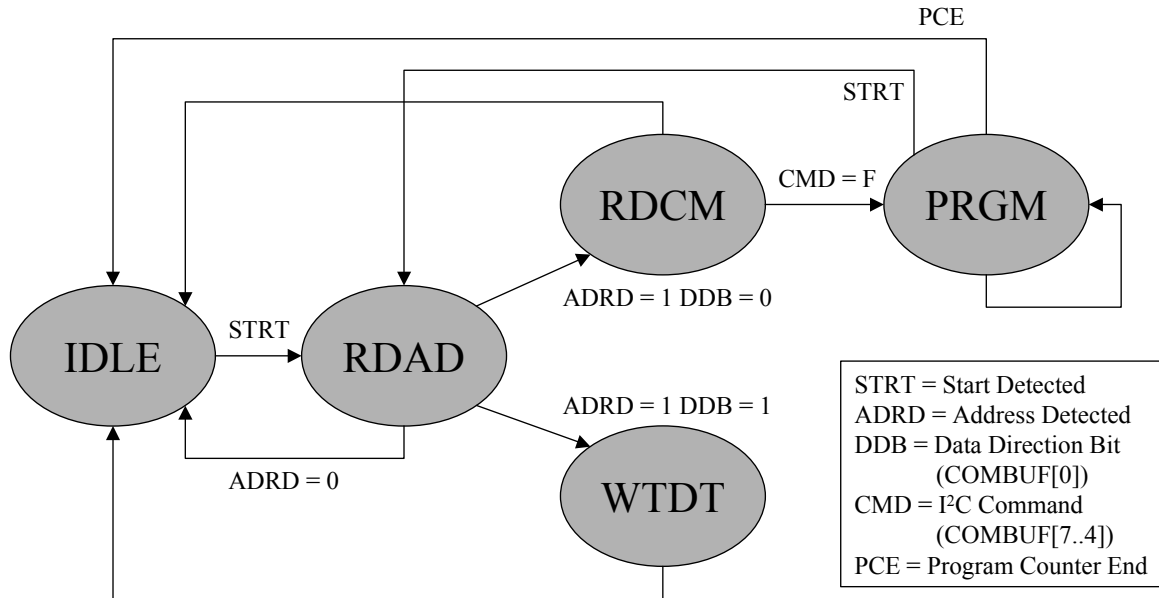 PCE
STRT
CMD = F
RDCM
PRGM
ADRD = 1 DDB = 0
STRT
IDLE
RDAD
ADRD = 1 DDB = 1
ADRD = 0
WTDT
STRT = Start Detected
ADRD = Address Detected
DDB = Data Direction Bit
(COMBUF[0])
CMD = I²C Command
(COMBUF[7..4])
PCE = Program Counter End